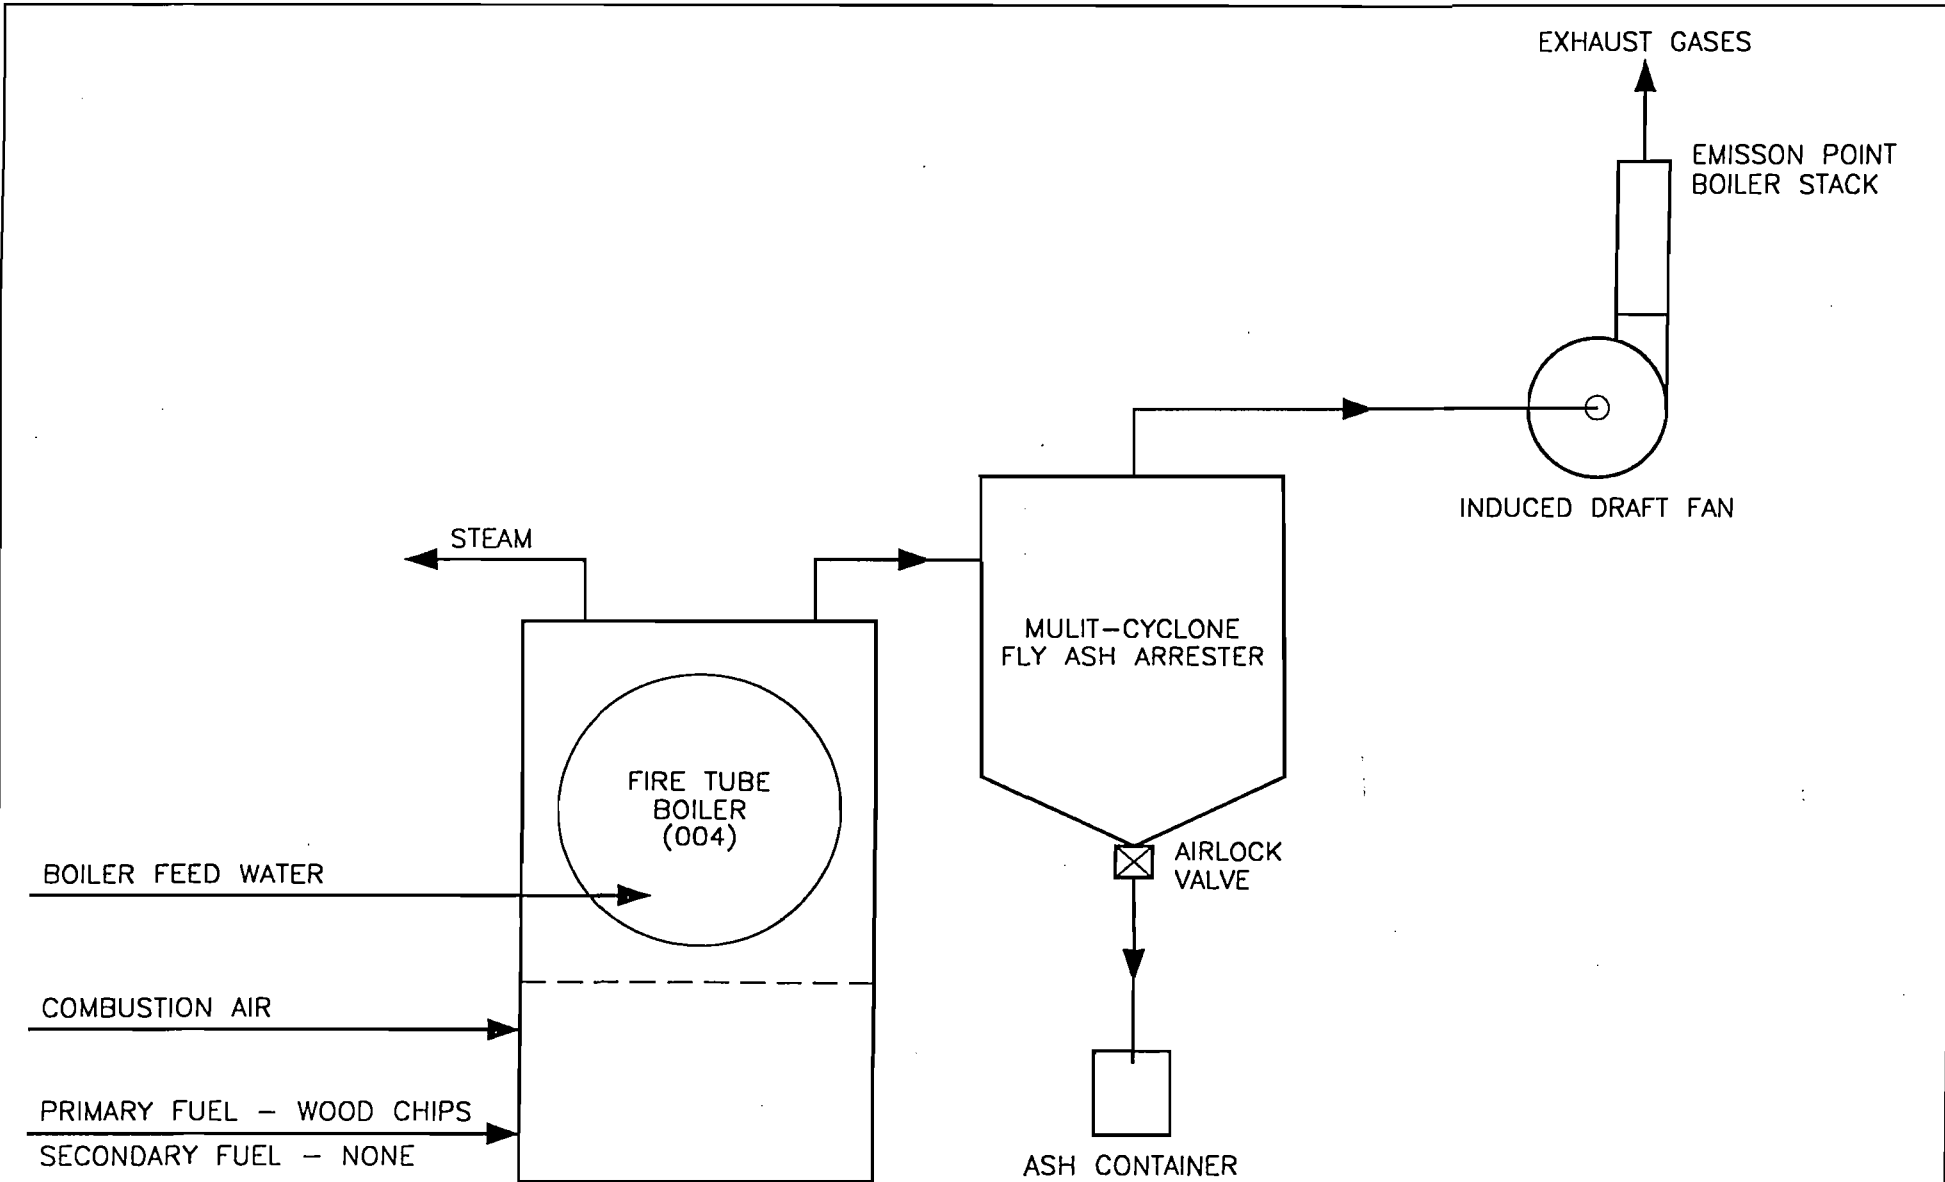 EXHAUST GASES
EMISSON POINT
BOILER STACK
INDUCED DRAFT FAN
STEAM
MULIT-CYCLONE
FLY ASH ARRESTER
FIRE TUBE
BOILER
(004)
AIRLOCK
VALVE
BOILER FEED WATER
COMBUSTION AIR
PRIMARY FUEL - WOOD CHIPS
SECONDARY FUEL - NONE
ASH CONTAINER